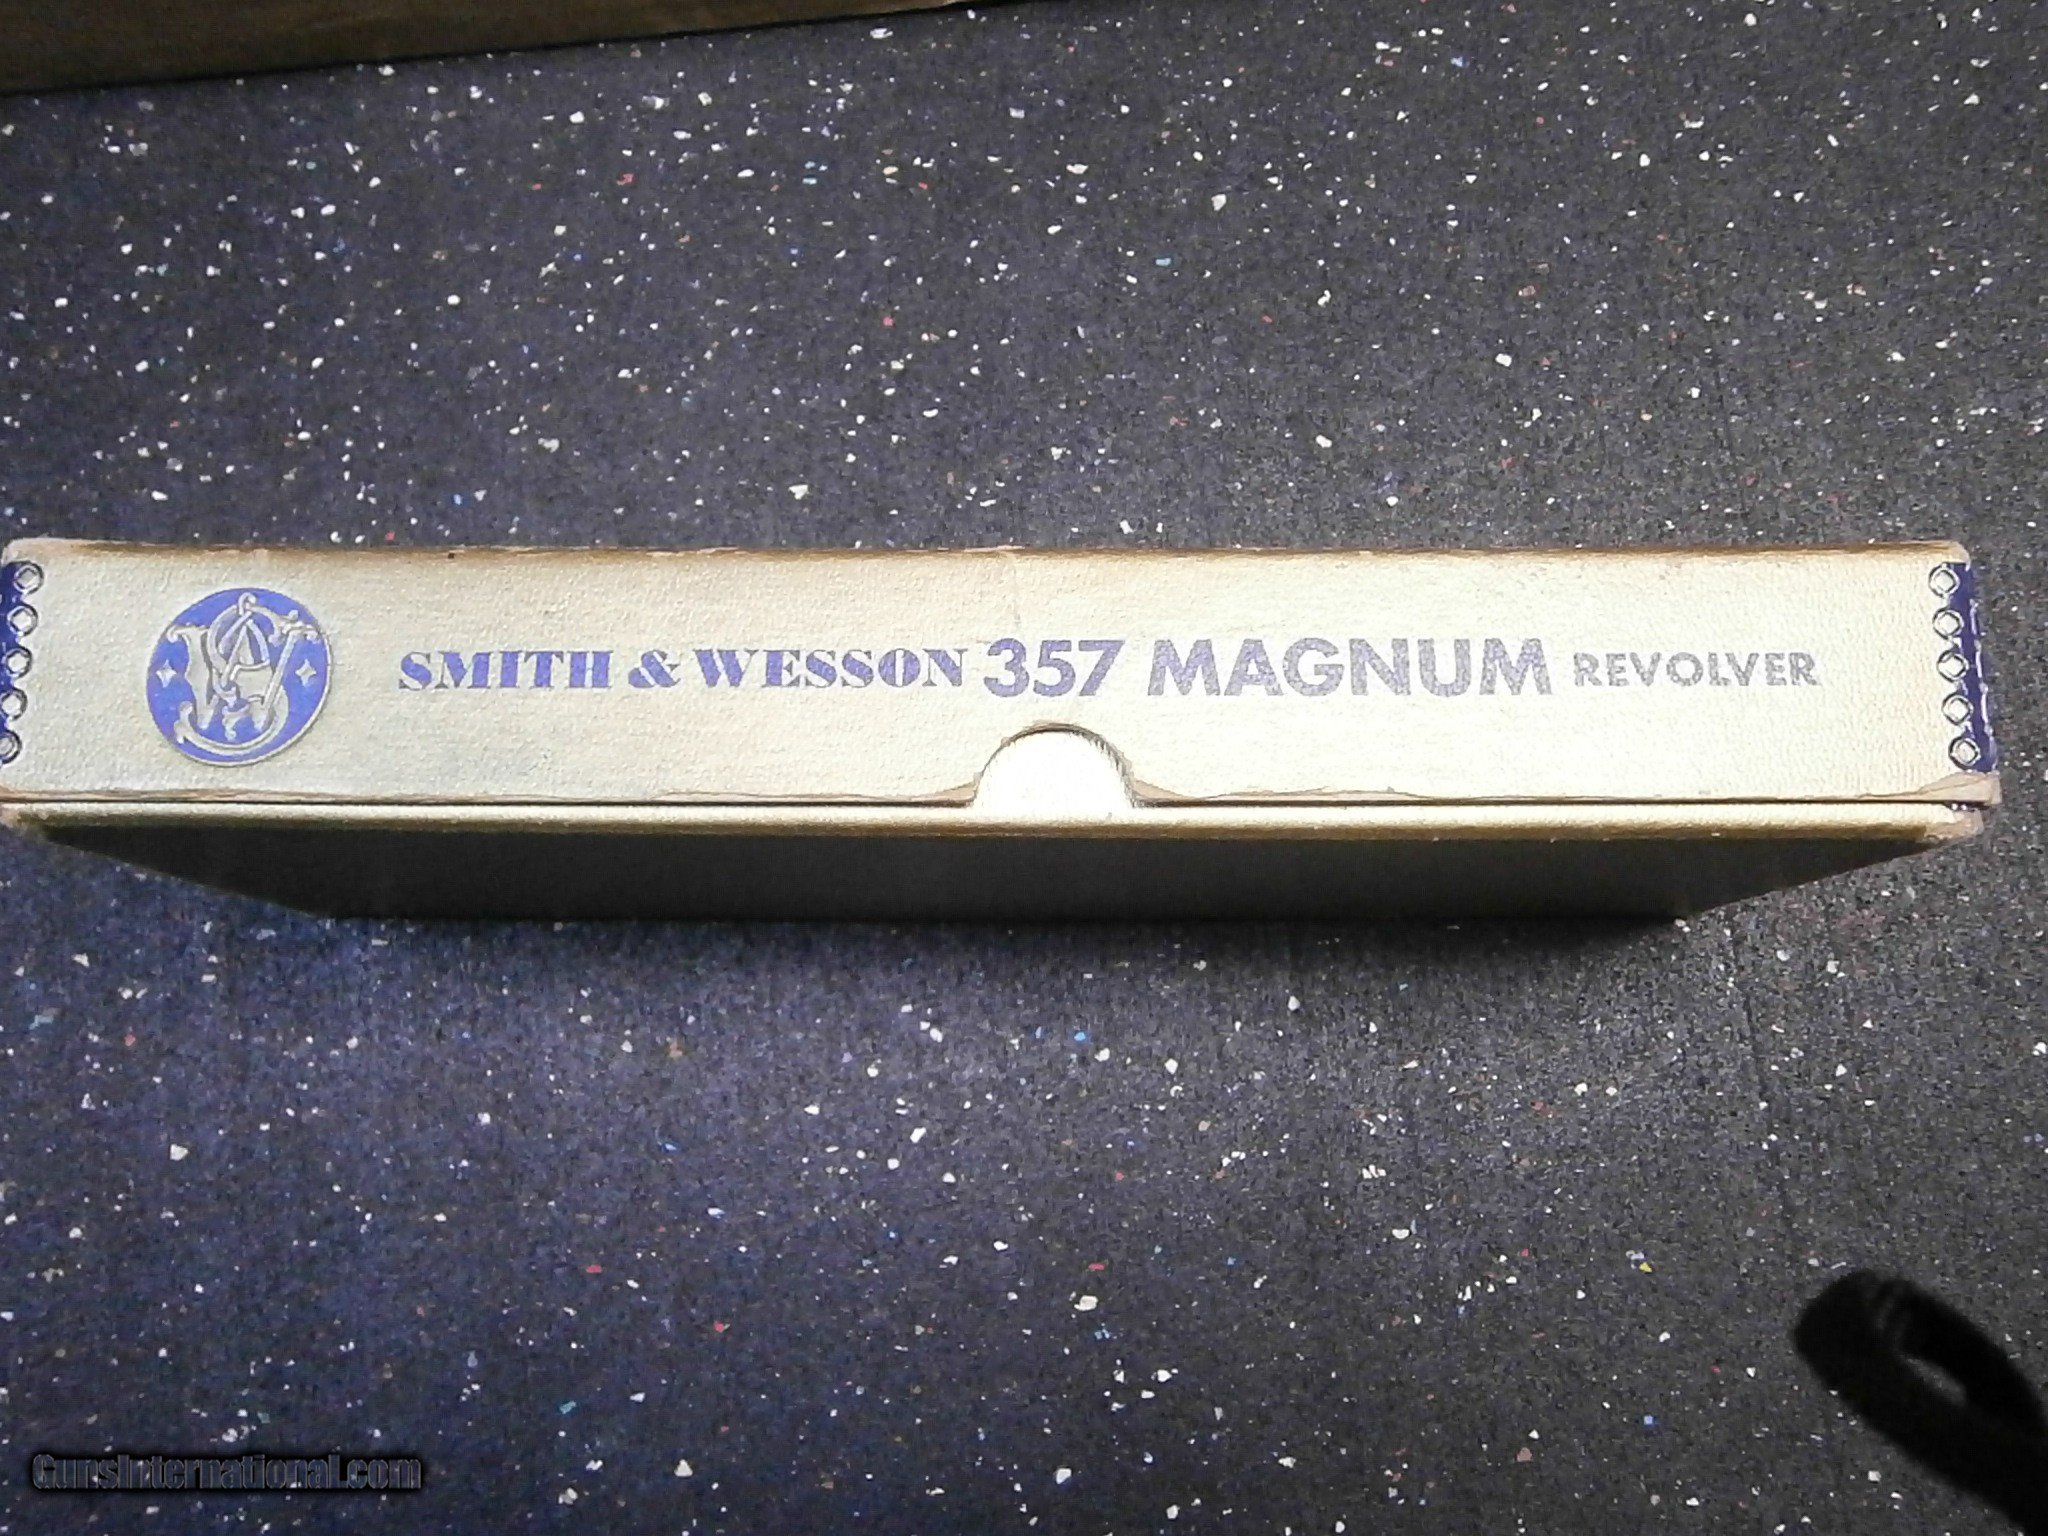 SMITH & WESSON 357 MAGNUM REVOLVER
GunsInternational.com